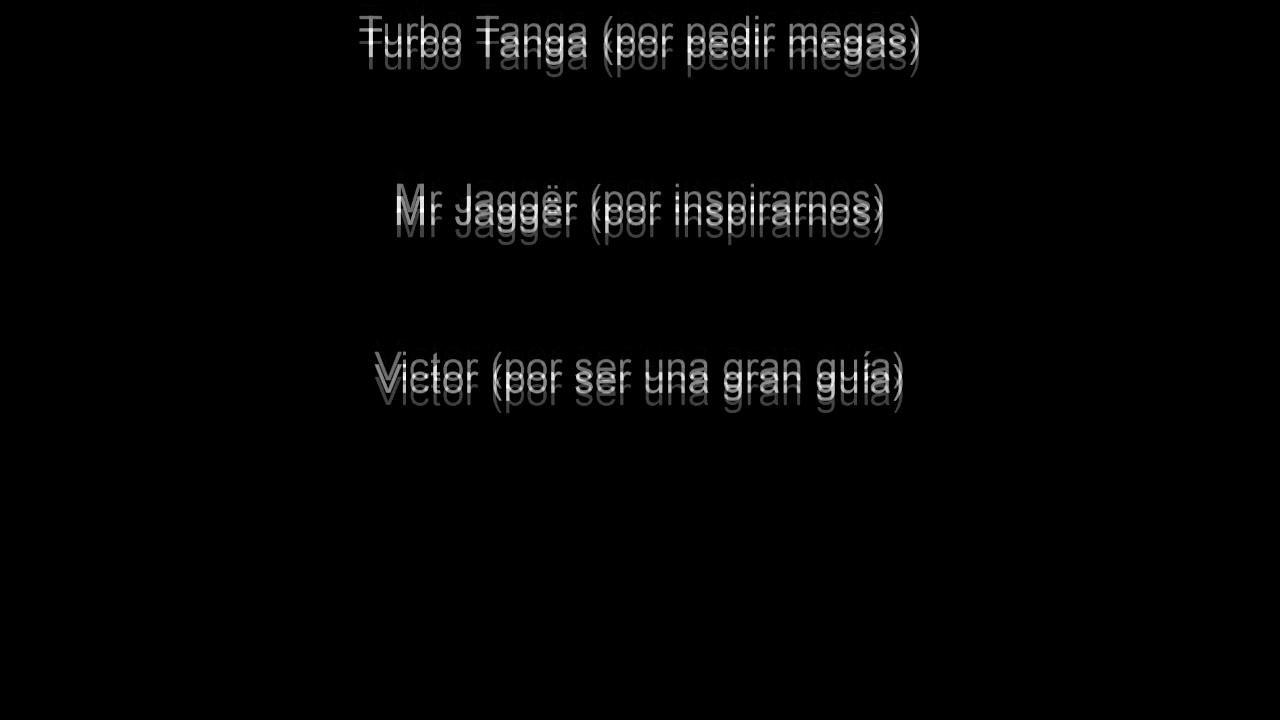 Turbo Tanga (por pedir megas)
Mr Jaggër (por inspirarnos)
Victor (por ser una gran guía)